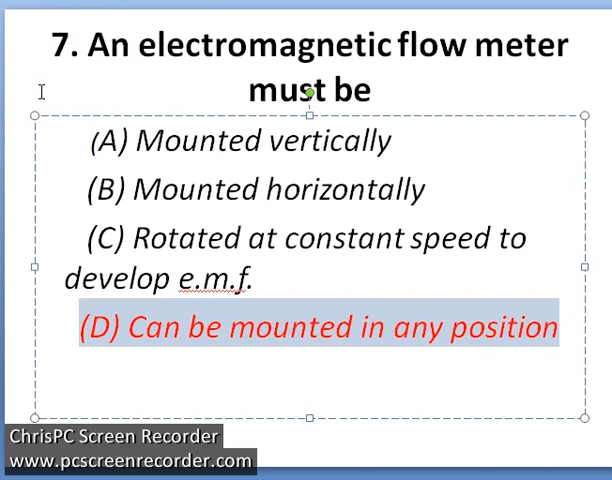 7. An electromagnetic flow meter
must be
(A) Mounted vertically
(B) Mounted horizontally
(C) Rotated at constant speed to
develop e.m.f.
(D) Can be mounted in any position
ChrisPC Screen Recorder
www.pcscreenrecorder.com